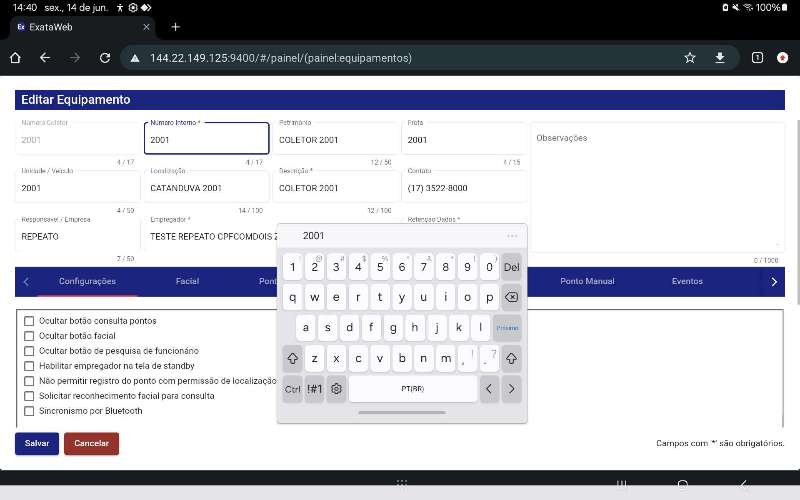 14:40 sex., 14 de jun.
100%
Ex ExataWeb
144.22.149.125:9400/#/painel/(painel:equipamentos)
1
Editar Equipamento
Número Coletor
2001
4 / 17
Número Interno *
2001
4 / 17
Patrimônio
COLETOR 2001
12 / 50
Frota
2001
4 / 15
Observações
0 / 1000
Unidade / Veículo
2001
4 / 50
Localização
CATANDUVA 2001
14 / 100
Descrição *
COLETOR 2001
12 / 100
Contato
(17) 3522-8000
Responsável / Empresa
REPEATO
7 / 50
Empregador *
TESTE REPEATO CPFCOMDOIS
Retenção Dados *
Configurações
Facial
Pont
Ponto Manual
Eventos
Ocultar botão consulta pontos
Ocultar botão facial
Ocultar botão de pesquisa de funcionário
Habilitar empregador na tela de standby
Não permitir registro do ponto com permissão de localização
Solicitar reconhecimento facial para consulta
Sincronismo por Bluetooth
2001
1 2 3 4 5 6 7 8 9 0 Del
q w e r t y u i o p
a s d f g h j k l Próximo
z x c v b n m , ! . ?
Ctrl !#1 PT(BR)
Salvar
Cancelar
Campos com '*' são obrigatórios.